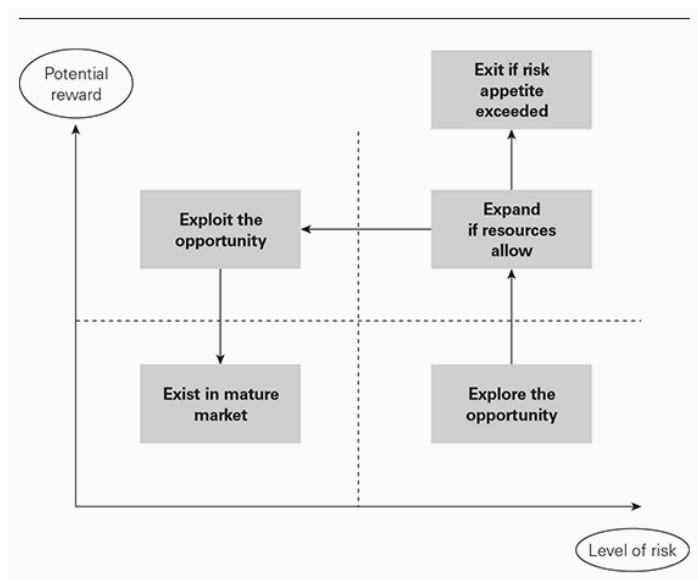 Potential
reward
Exit if risk
appetite
exceeded
Exploit the
opportunity
Expand
if resources
allow
Exist in mature
market
Explore the
opportunity
Level of risk